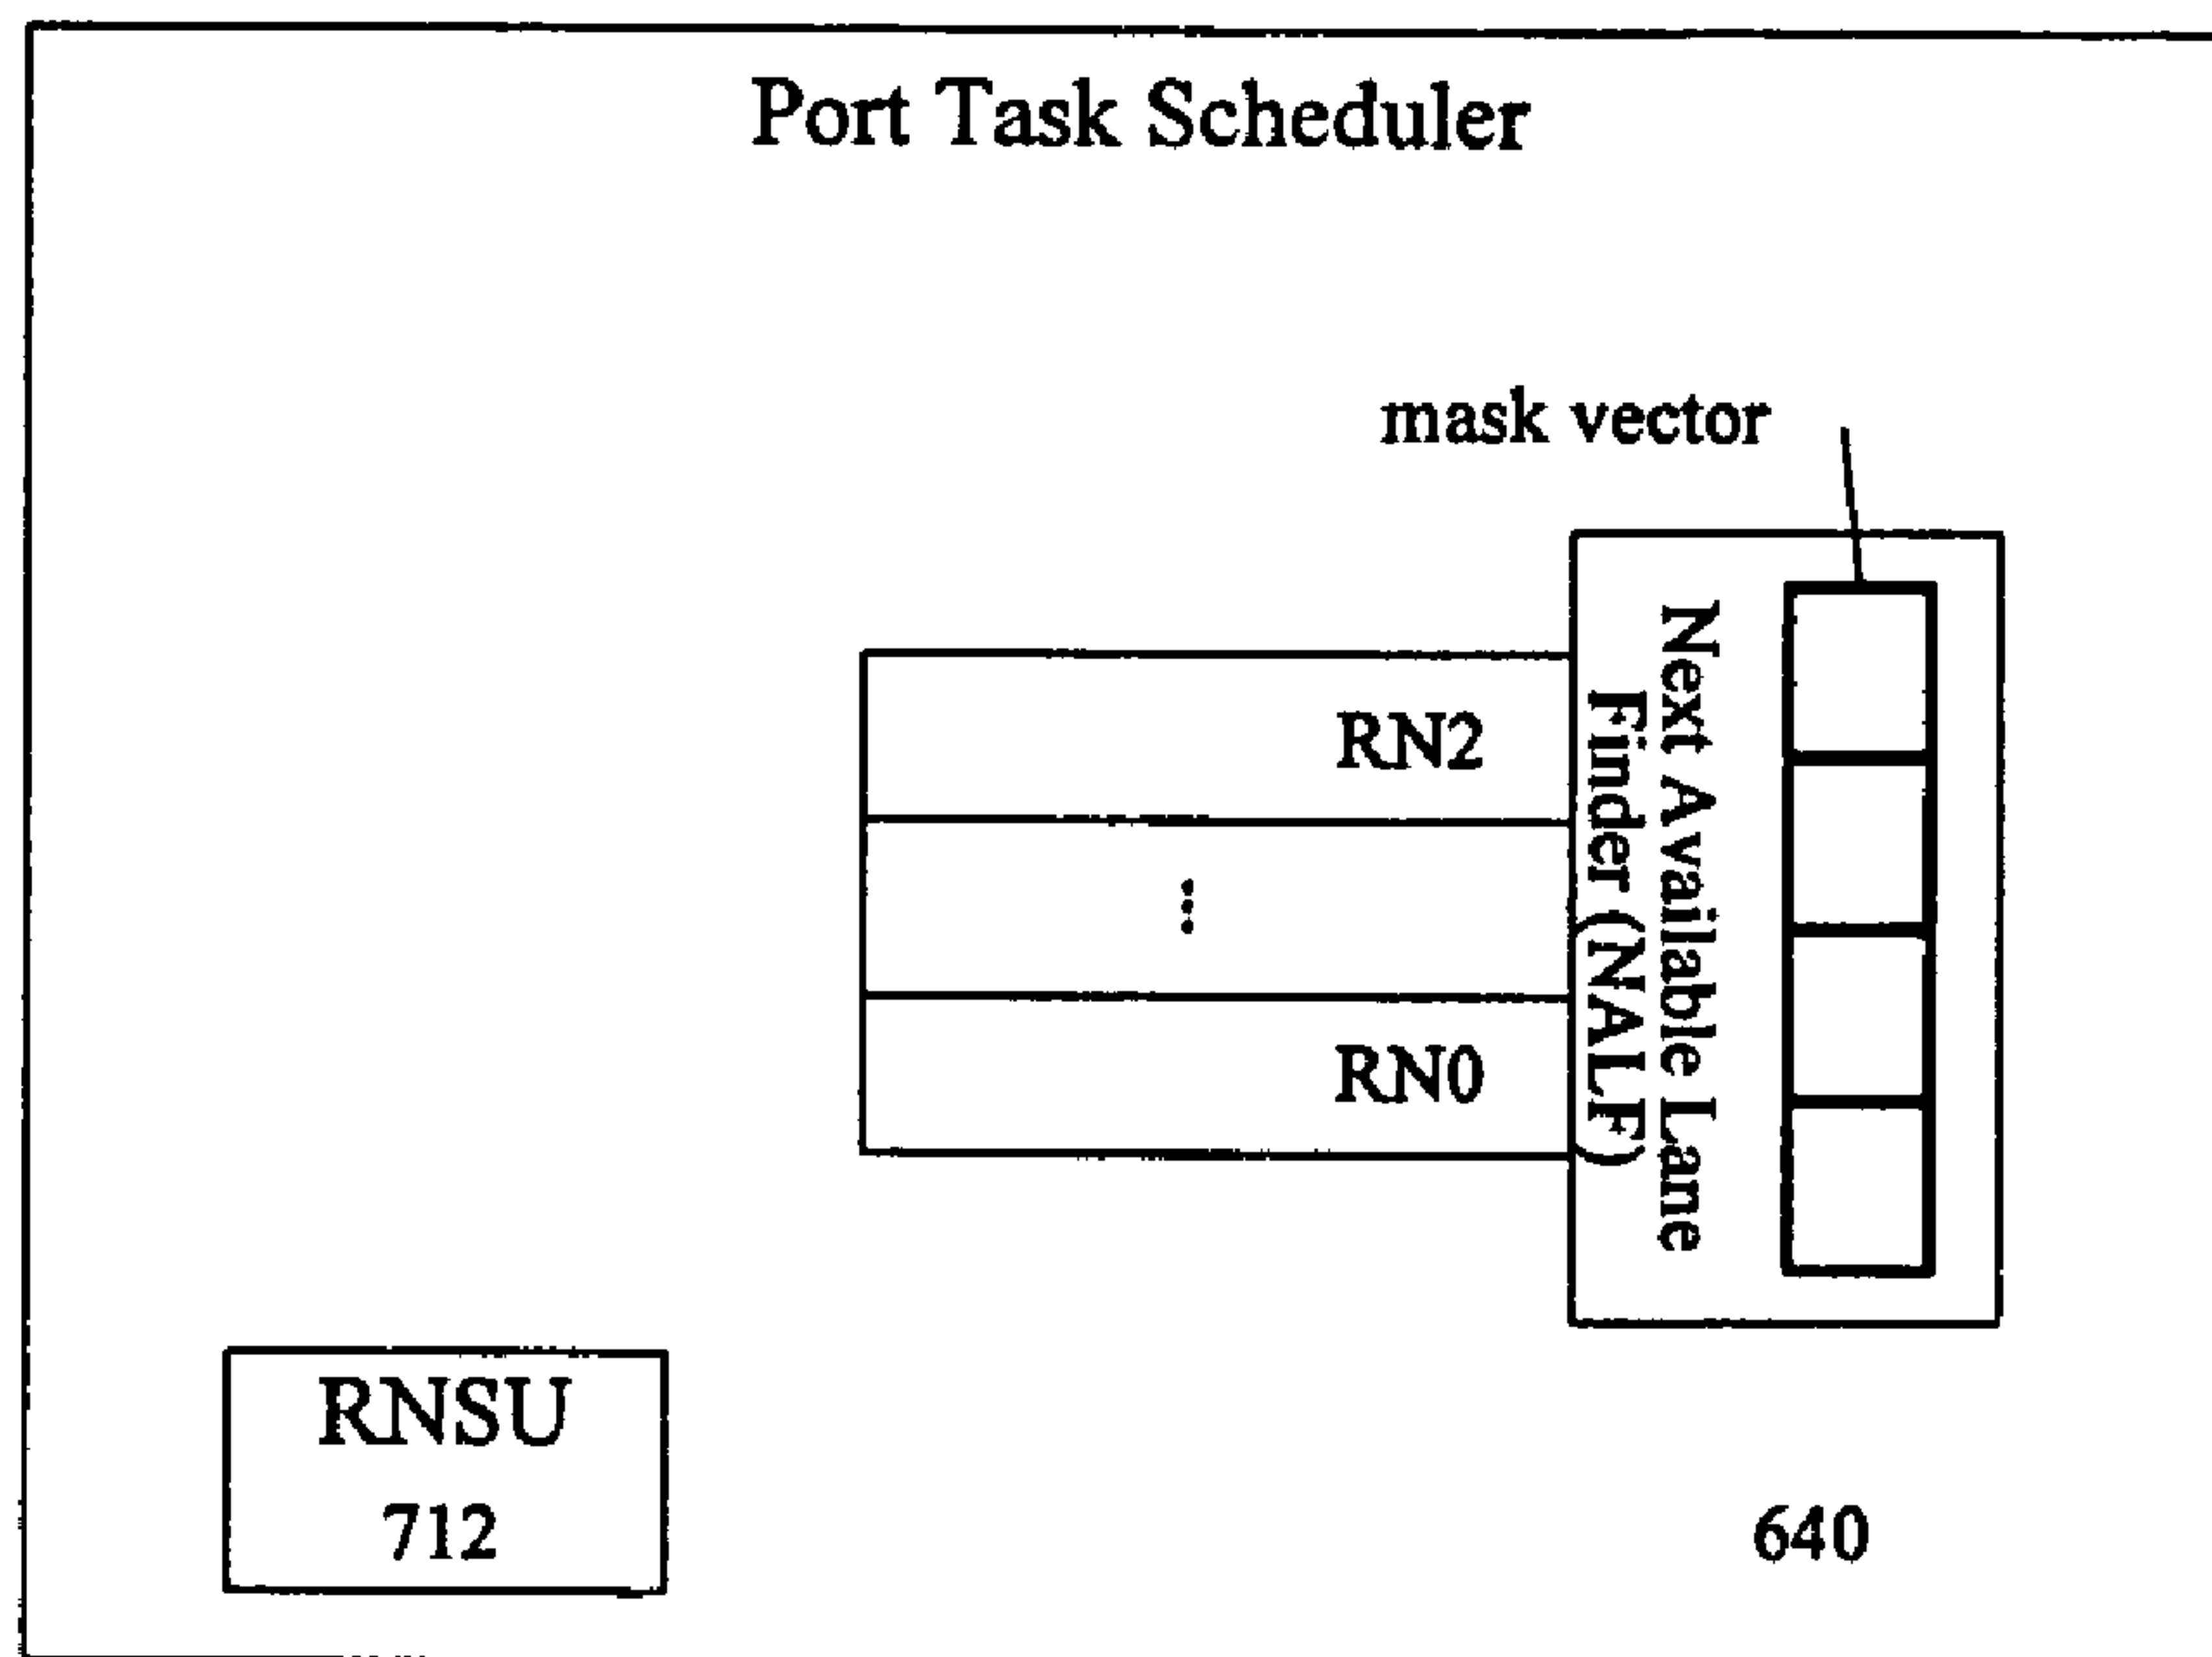 Port Task Scheduler
mask vector
RN2
⋮
RN0
Next Available Lane
Finder (NALF)
RNSU
712
640